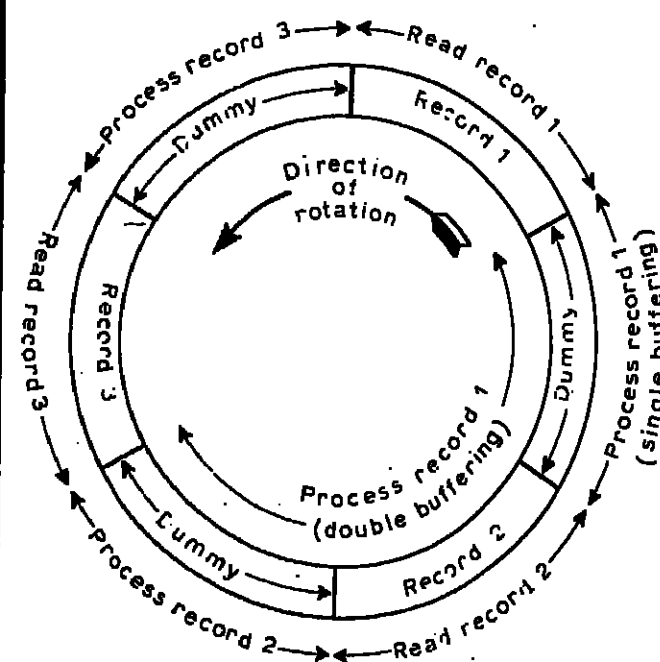 Read record 1
Process record 1
(single buffering)
Read record 2
Process record 2
Read record 3
Process record 3
Record 1
Dummy
Record 2
Dummy
Record 3
Dummy
Direction
of
rotation
Process record 1
(double buffering)